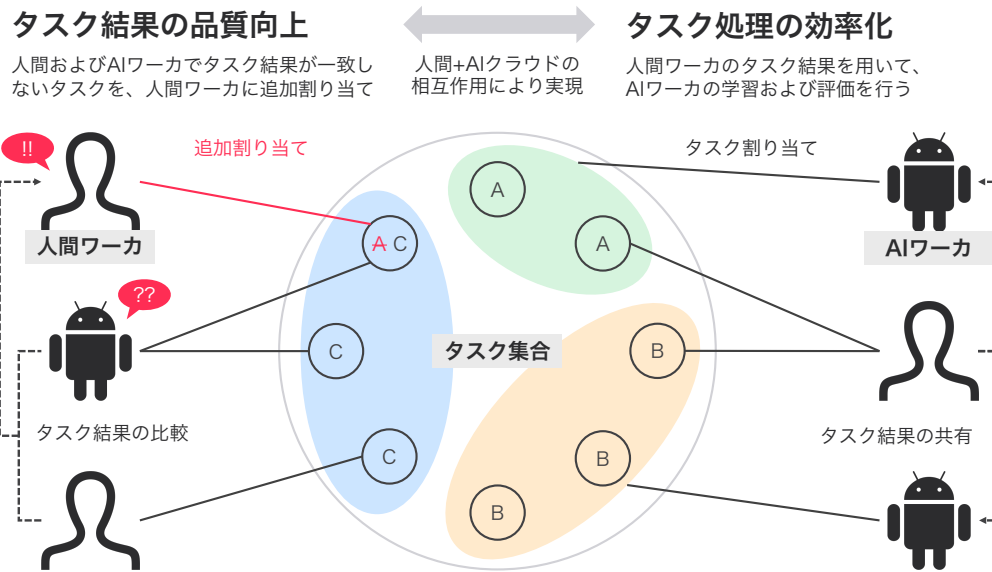 タスク結果の品質向上
人間およびAIワーカでタスク結果が一致し
ないタスクを、人間ワーカに追加割り当て
人間+AIクラウドの
相互作用により実現
タスク処理の効率化
人間ワーカのタスク結果を用いて、
AIワーカの学習および評価を行う
!!
追加割り当て
タスク割り当て
A
A C
A
人間ワーカ
AIワーカ
??
C
タスク集合
B
タスク結果の比較
タスク結果の共有
C
B
B